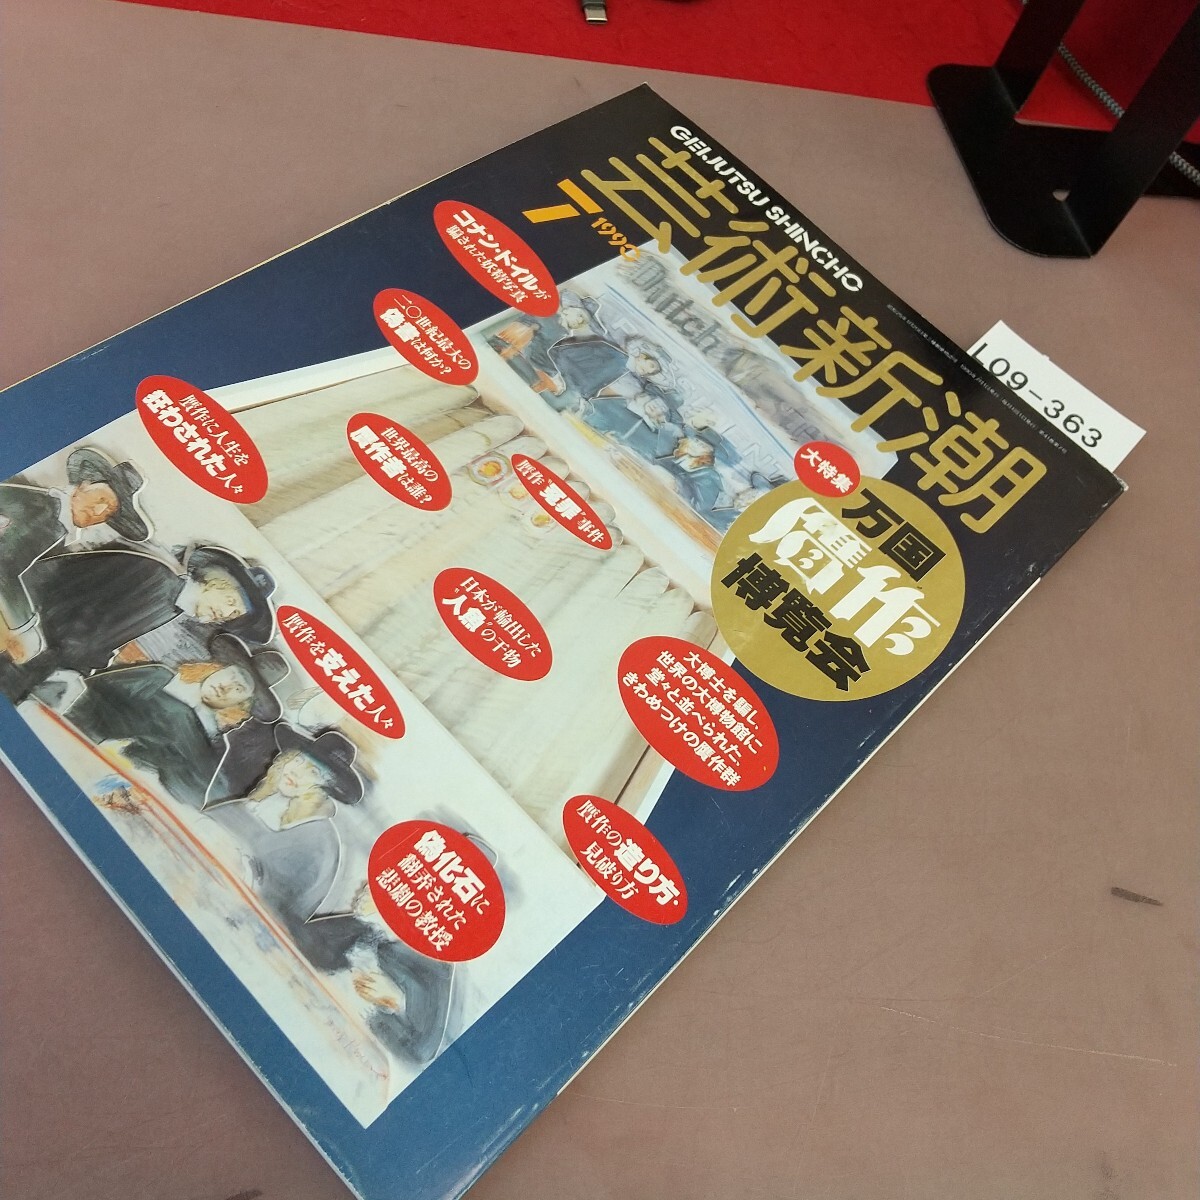 GEIJUTSU SHINCHO
芸術新潮
7
1990
L09-363
大特集
万国
贋作
博覧会
コナン・ドイルが
騙された妖精写真
二〇世紀最大の
偽書は何か?
贋作に人生を
狂わされた人々
世界最高の
贋作者は誰?
贋作“冤罪”事件
日本が輸出した
“人魚”の干物
贋作を支えた人々
大博士を騙し、
世界の大博物館に
堂々と並べられた、
きわめつけの贋作群
贋作の造り方・
見破り方
偽化石に
翻弄された
悲劇の教授
Dutch